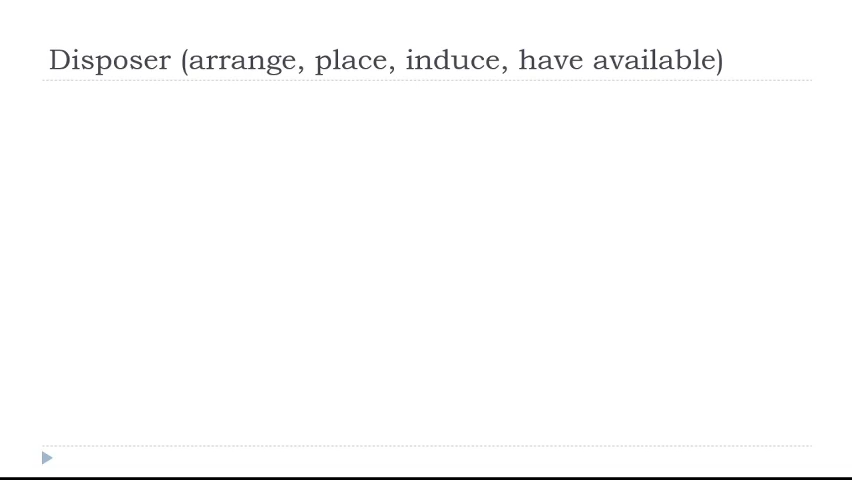 Disposer (arrange, place, induce, have available)